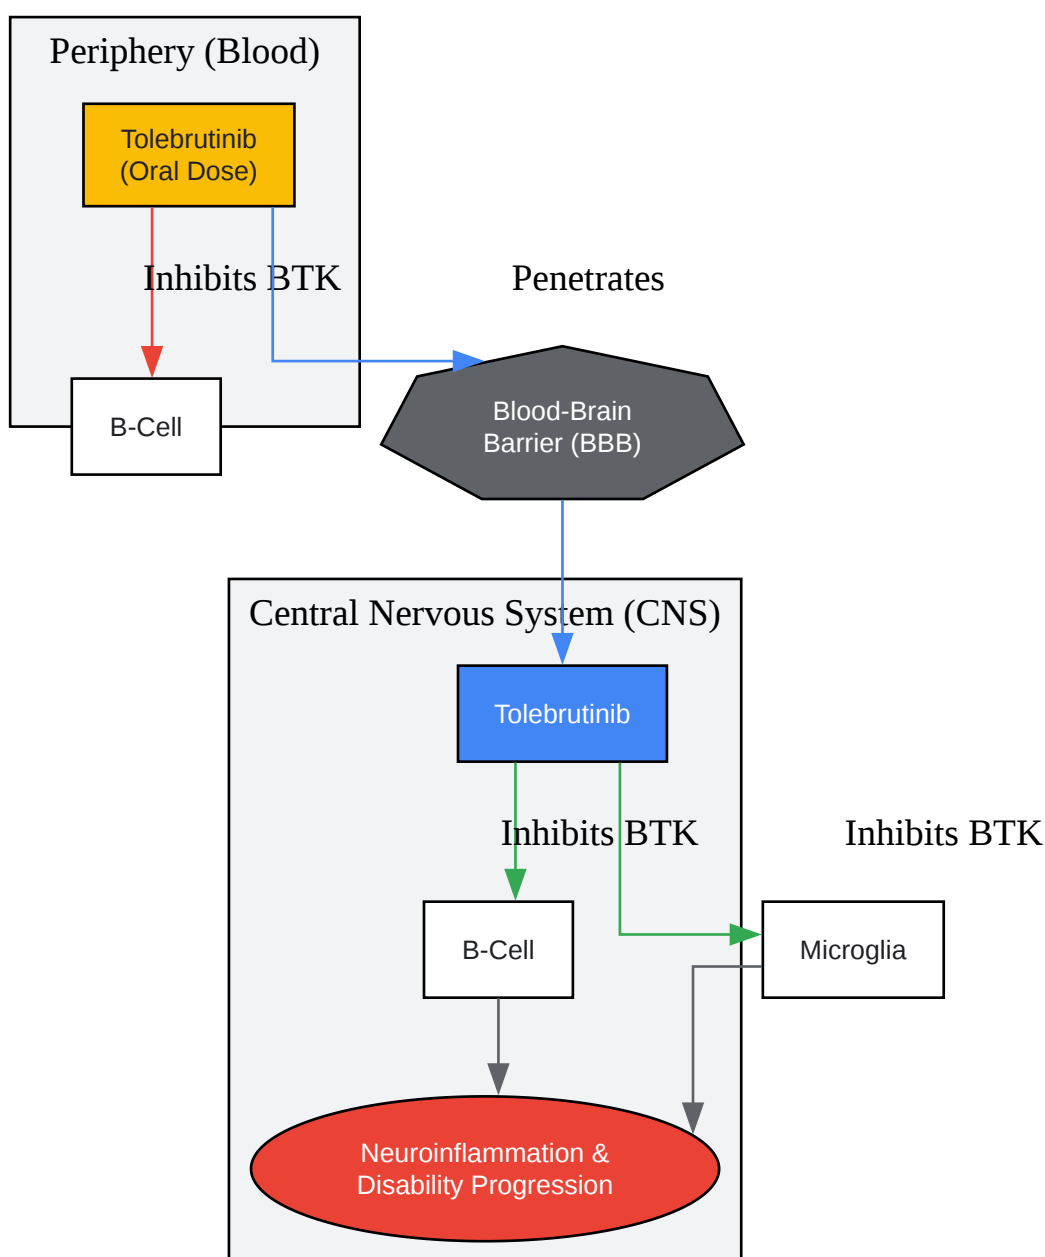 Periphery (Blood)
Tolebrutinib
(Oral Dose)
Inhibits BTK
Penetrates
B-Cell
Blood-Brain
Barrier (BBB)
Central Nervous System (CNS)
Tolebrutinib
Inhibits BTK
Inhibits BTK
B-Cell
Microglia
Neuroinflammation &
Disability Progression